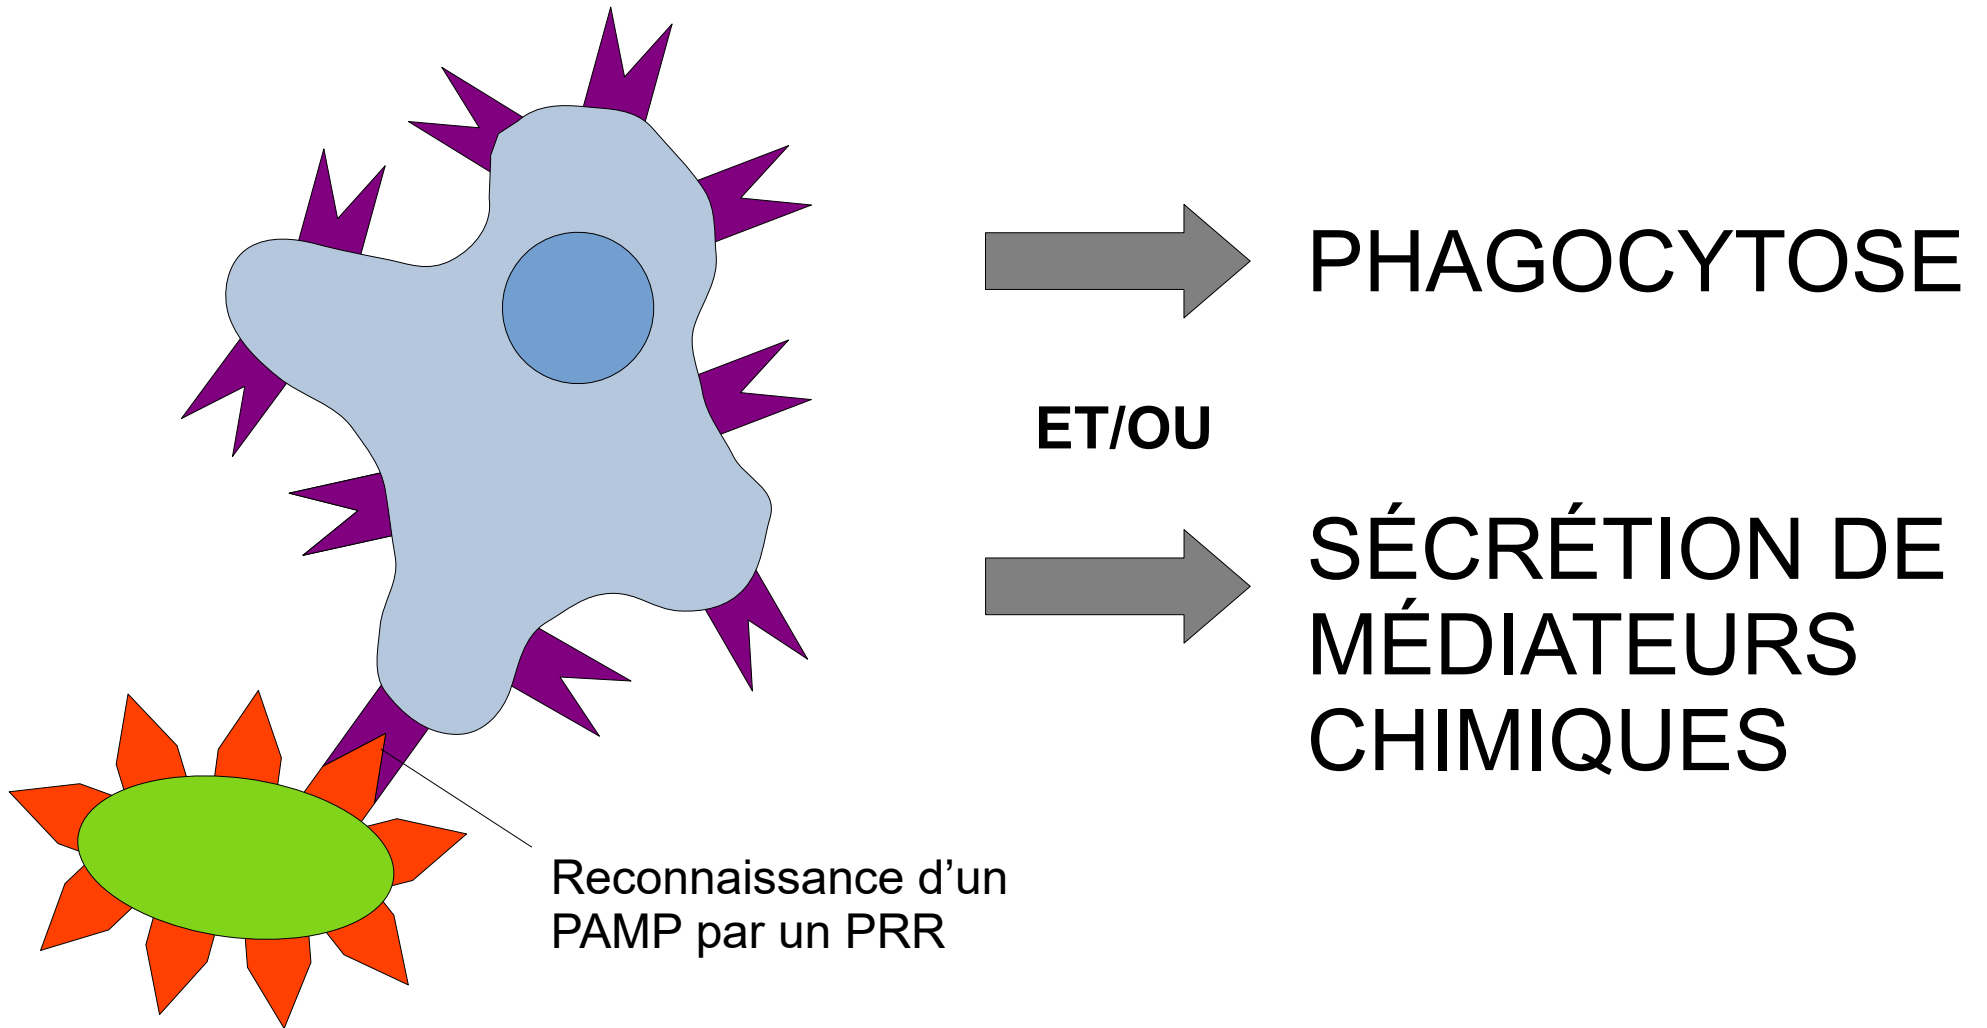 PHAGOCYTOSE
ET/OU
SÉCRÉTION DE
MÉDIATEURS
CHIMIQUES
Reconnaissance d’un
PAMP par un PRR